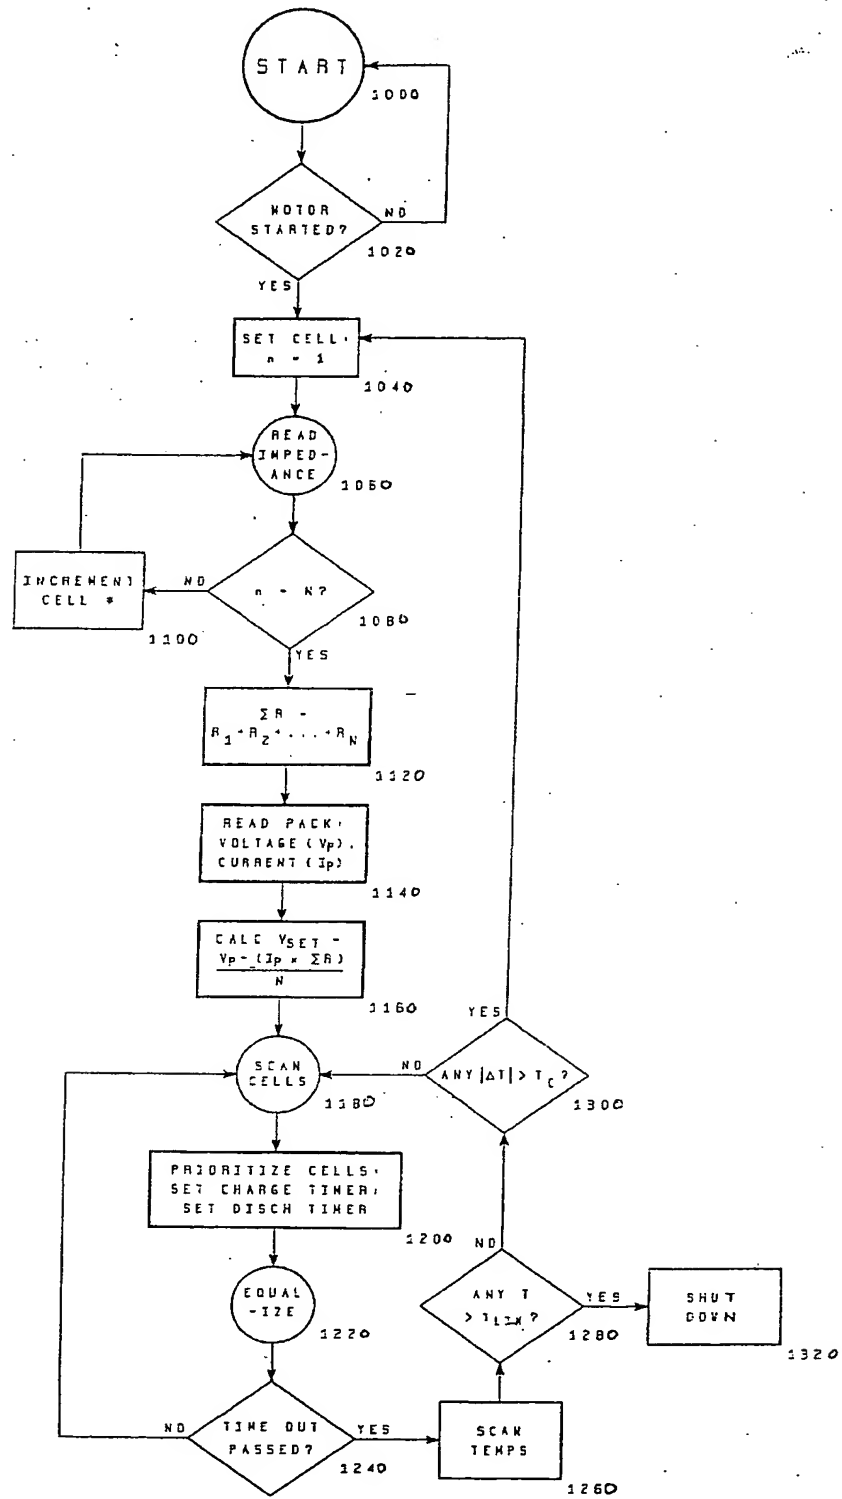 START
1000
MOTOR
STARTED?
NO
1020
YES
SET CELL:
n = 1
1040
READ
IMPED-
ANCE
1060
INCREMENT
CELL #
1100
NO
n = N?
1080
YES
ΣR =
R1+R2+...+RN
1120
READ PACK:
VOLTAGE (Vp),
CURRENT (Ip)
1140
CALC VSET =
Vp-(Ip x ΣR)
N
1160
SCAN
CELLS
1180
NO
YES
ANY |ΔT| > TC?
1300
PRIORITIZE CELLS;
SET CHARGE TIMER;
SET DISCH TIMER
1200
EQUAL
-IZE
1220
NO
ANY T
> TLIM?
1280
YES
SHUT
DOWN
1320
NO
TIME OUT
PASSED?
1240
YES
SCAN
TEMPS
1260